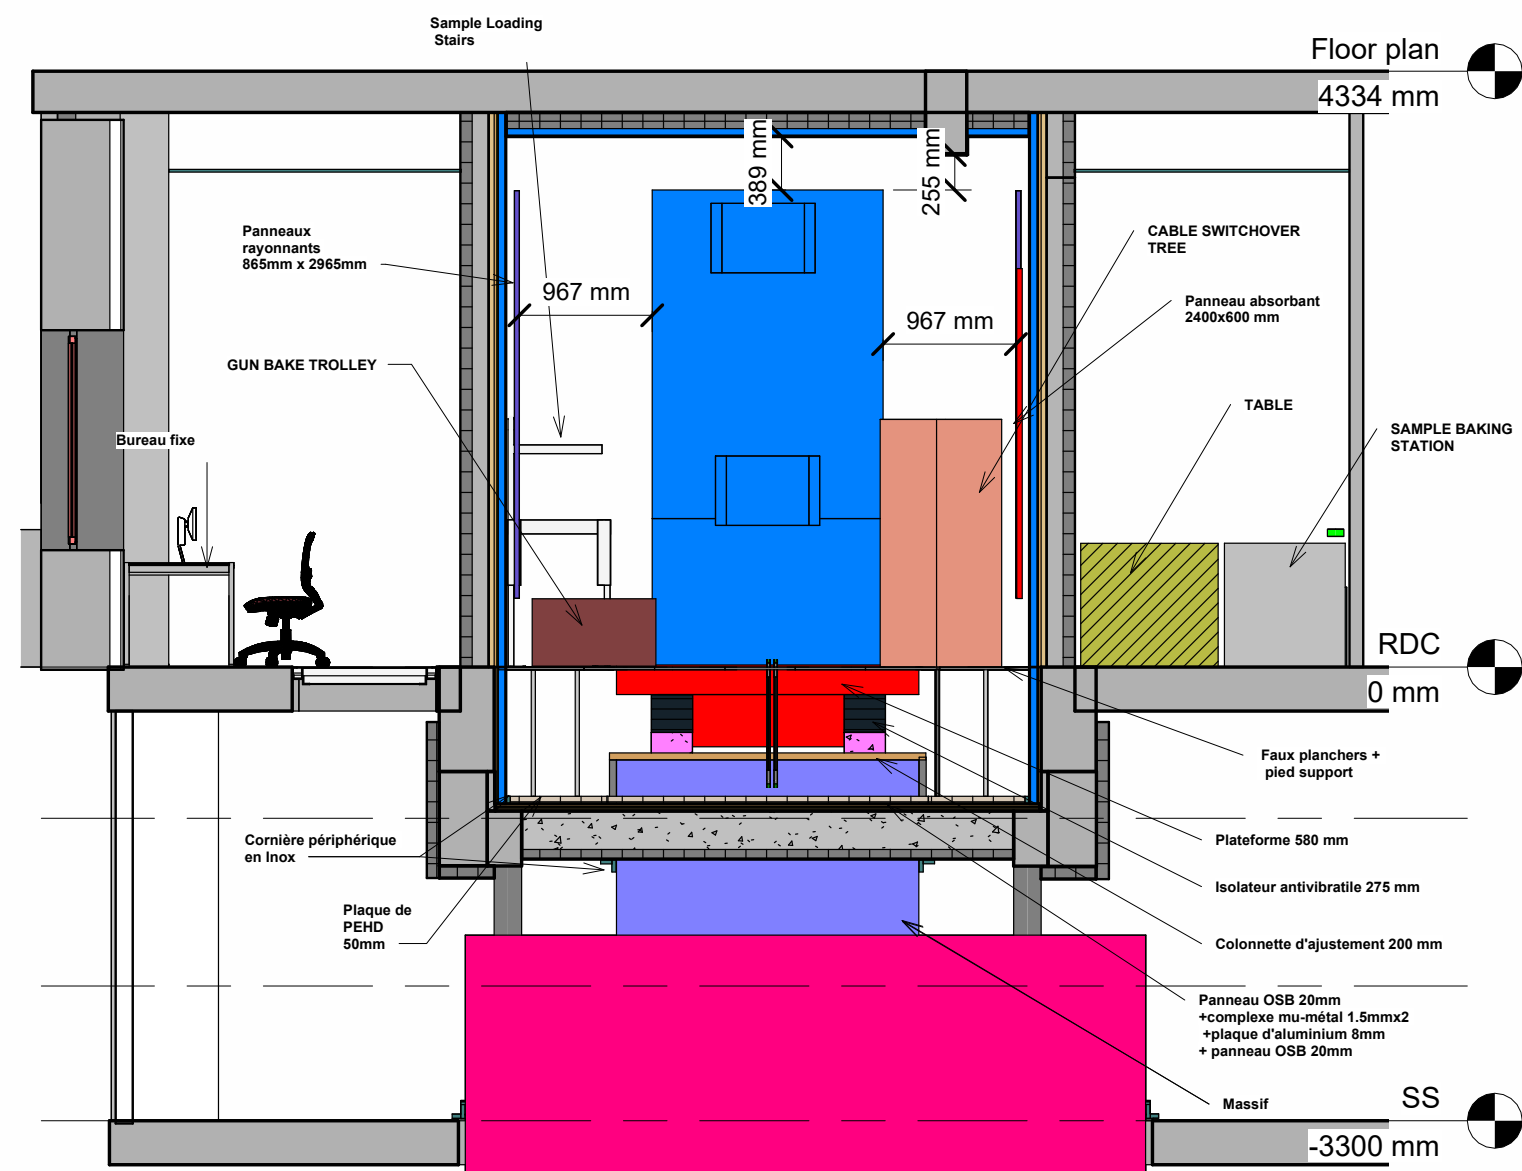 Sample Loading
Stairs
Floor plan
4334 mm
389 mm
255 mm
Panneaux
rayonnants
865mm x 2965mm
CABLE SWITCHOVER
TREE
967 mm
Panneau absorbant
2400x600 mm
967 mm
GUN BAKE TROLLEY
TABLE
SAMPLE BAKING
STATION
Bureau fixe
RDC
0 mm
Faux planchers +
pied support
Cornière périphérique
en Inox
Plateforme 580 mm
Isolateur antivibratile 275 mm
Plaque de
PEHD
50mm
Colonnette d'ajustement 200 mm
Panneau OSB 20mm
+complexe mu-métal 1.5mmx2
+plaque d'aluminium 8mm
+ panneau OSB 20mm
Massif
SS
-3300 mm